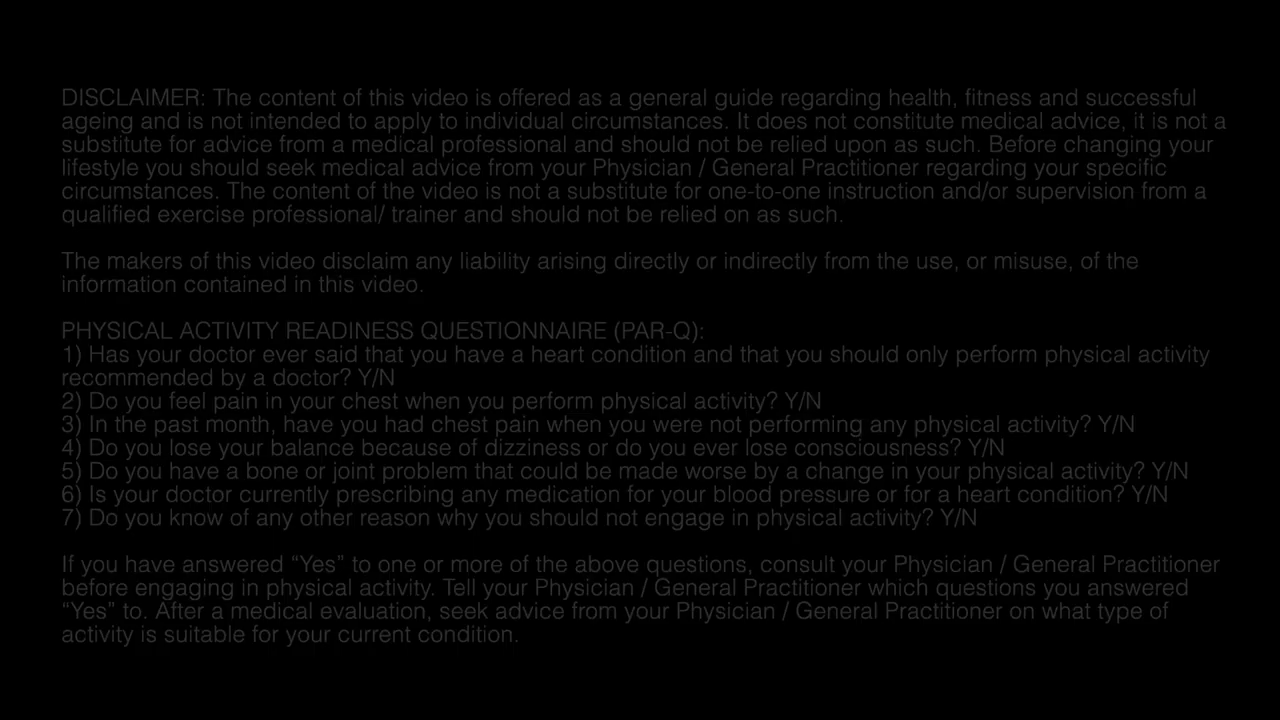 DISCLAIMER: The content of this video is offered as a general guide regarding health, fitness and successful
ageing and is not intended to apply to individual circumstances. It does not constitute medical advice, it is not a
substitute for advice from a medical professional and should not be relied upon as such. Before changing your
lifestyle you should seek medical advice from your Physician / General Practitioner regarding your specific
circumstances. The content of the video is not a substitute for one-to-one instruction and/or supervision from a
qualified exercise professional/ trainer and should not be relied on as such.
The makers of this video disclaim any liability arising directly or indirectly from the use, or misuse, of the
information contained in this video.
PHYSICAL ACTIVITY READINESS QUESTIONNAIRE (PAR-Q):
1) Has your doctor ever said that you have a heart condition and that you should only perform physical activity
recommended by a doctor? Y/N
2) Do you feel pain in your chest when you perform physical activity? Y/N
3) In the past month, have you had chest pain when you were not performing any physical activity? Y/N
4) Do you lose your balance because of dizziness or do you ever lose consciousness? Y/N
5) Do you have a bone or joint problem that could be made worse by a change in your physical activity? Y/N
6) Is your doctor currently prescribing any medication for your blood pressure or for a heart condition? Y/N
7) Do you know of any other reason why you should not engage in physical activity? Y/N
If you have answered “Yes” to one or more of the above questions, consult your Physician / General Practitioner
before engaging in physical activity. Tell your Physician / General Practitioner which questions you answered
“Yes” to. After a medical evaluation, seek advice from your Physician / General Practitioner on what type of
activity is suitable for your current condition.